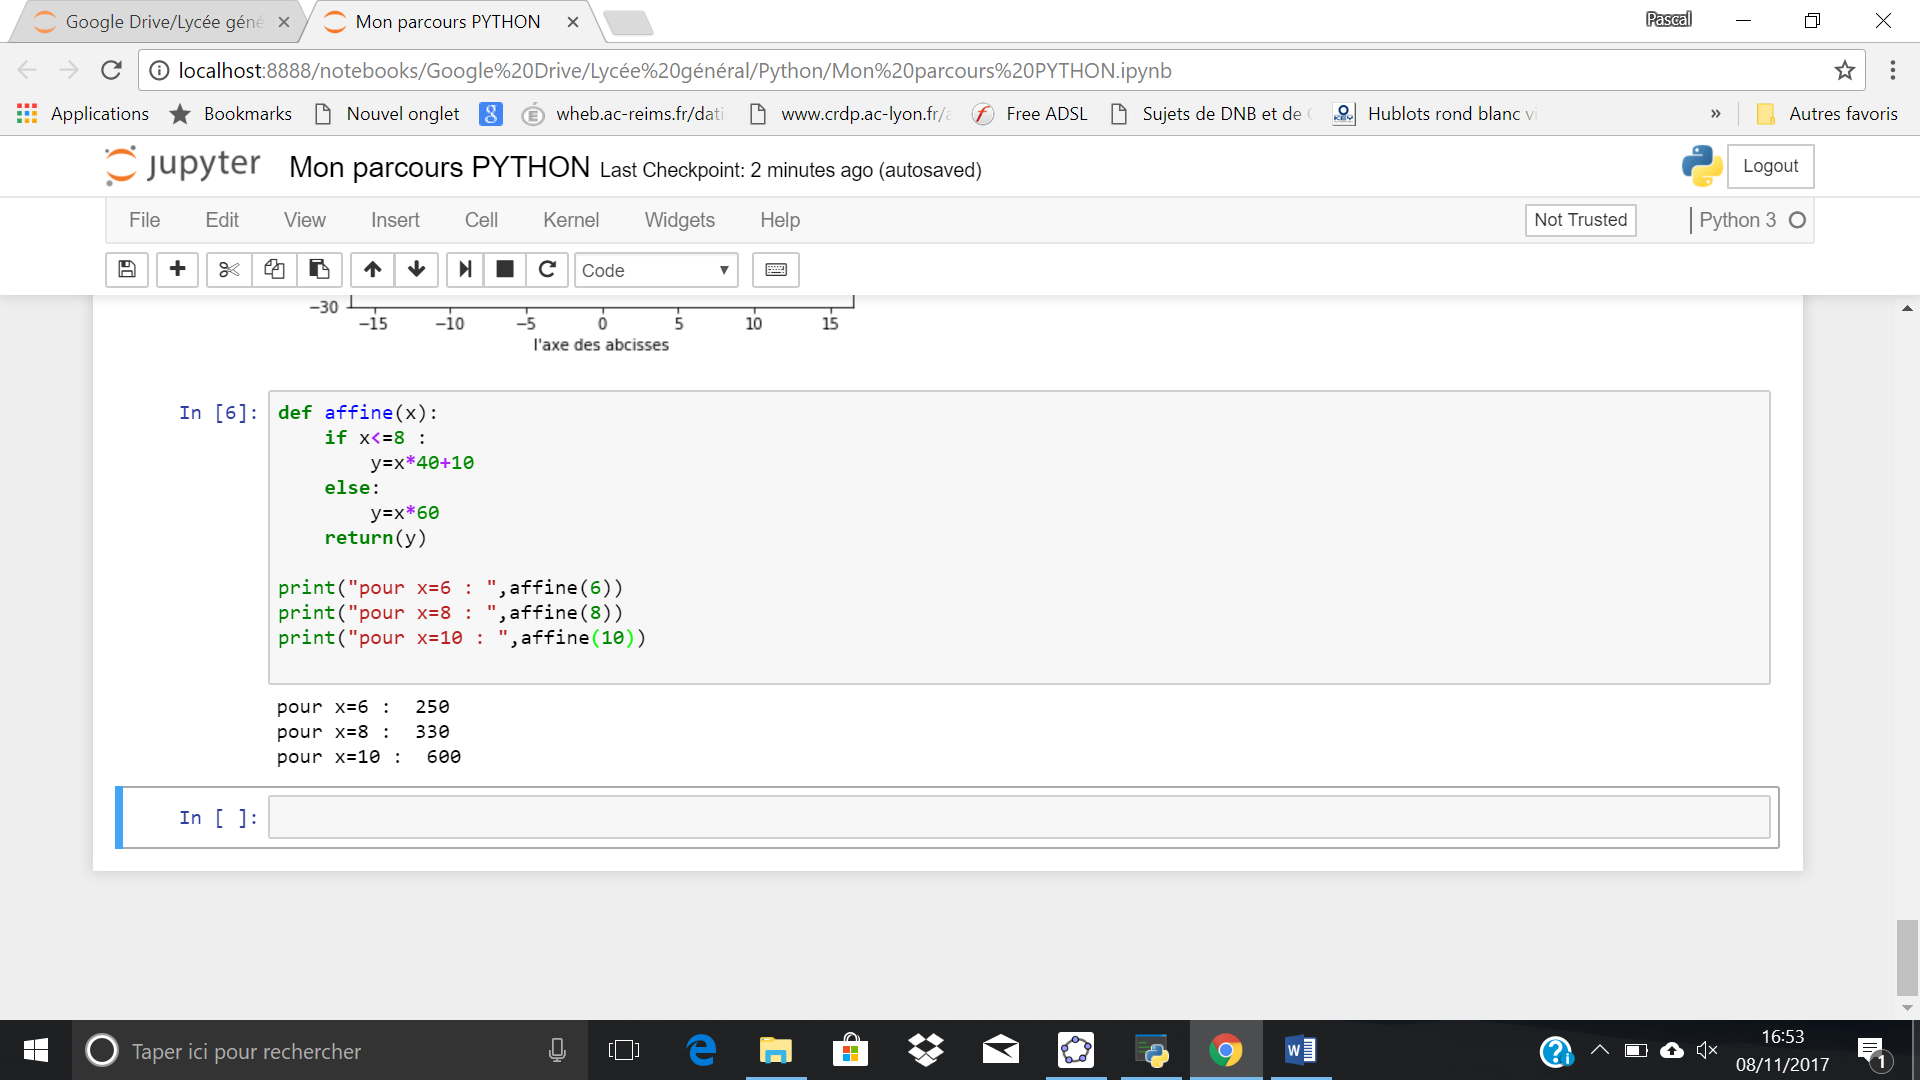 Google Drive/Lycée géné
Mon parcours PYTHON
Pascal
localhost:8888/notebooks/Google%20Drive/Lycée%20général/Python/Mon%20parcours%20PYTHON.ipynb
Applications
Bookmarks
Nouvel onglet
wheb.ac-reims.fr/dati
www.crdp.ac-lyon.fr/
Free ADSL
Sujets de DNB et de
Hublots rond blanc
»
Autres favoris
jupyter
Mon parcours PYTHON Last Checkpoint: 2 minutes ago (autosaved)
Logout
File Edit View Insert Cell Kernel Widgets Help
Not Trusted
Python 3
Code
−30
−15 −10 −5 0 5 10 15
l'axe des abcisses
In [6]:
def affine(x):
    if x<=8 :
        y=x*40+10
    else:
        y=x*60
    return(y)
print("pour x=6 : ",affine(6))
print("pour x=8 : ",affine(8))
print("pour x=10 : ",affine(10))
pour x=6 :  250
pour x=8 :  330
pour x=10 :  600
In [ ]:
Taper ici pour rechercher
16:53
08/11/2017
1